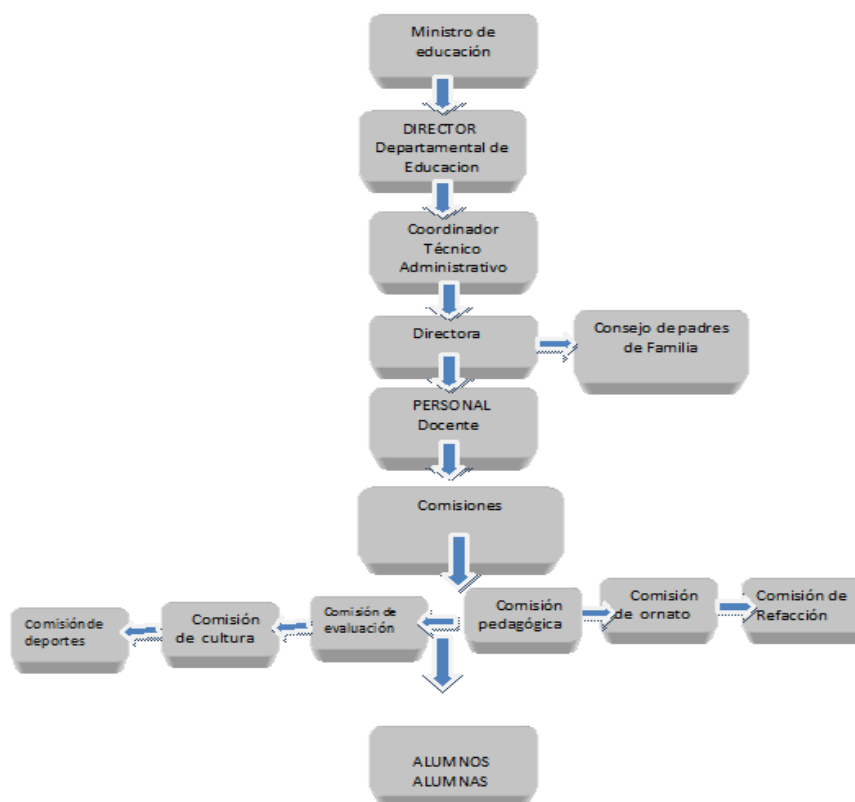 Ministro de
educación
DIRECTOR
Departamental de
Educacion
Coordinador
Técnico
Administrativo
Directora
Consejo de padres
de Familia
PERSONAL
Docente
Comisiones
Comisión de
deportes
Comisión
de cultura
Comisión de
evaluación
Comisión
pedagógica
Comisión
de ornato
Comisión de
Refacción
ALUMNOS
ALUMNAS